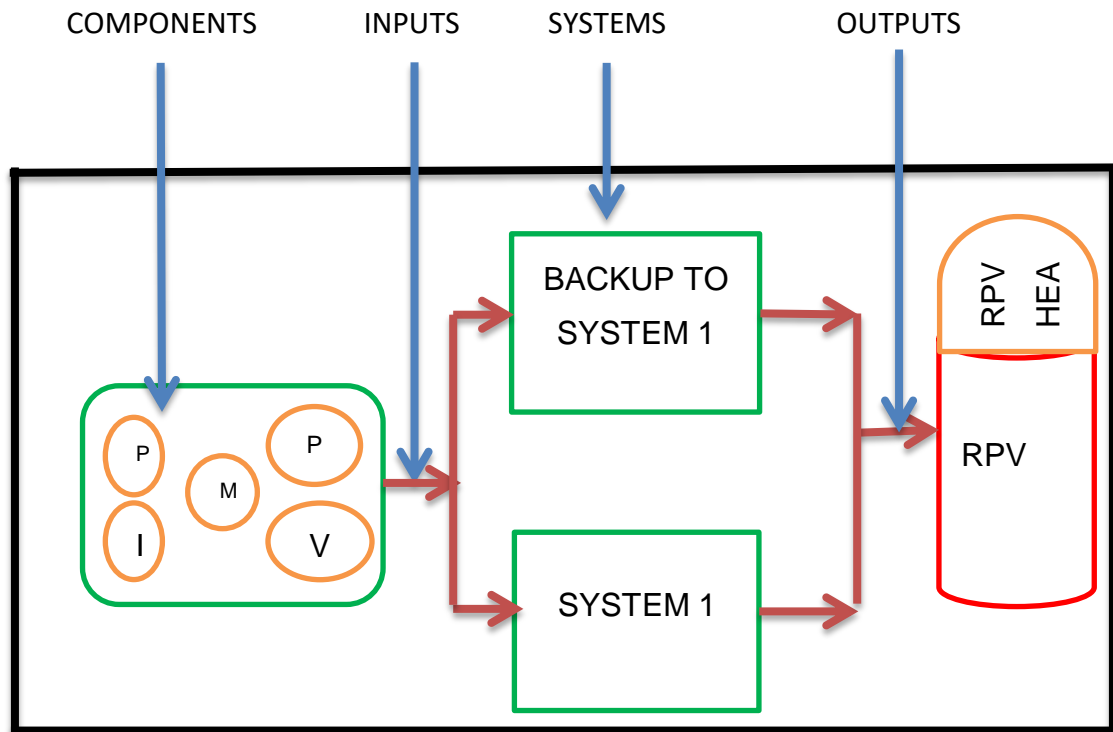 COMPONENTS INPUTS SYSTEMS OUTPUTS
BACKUP TO
SYSTEM 1
RPV
HEA
P
P
M
I
V
RPV
SYSTEM 1